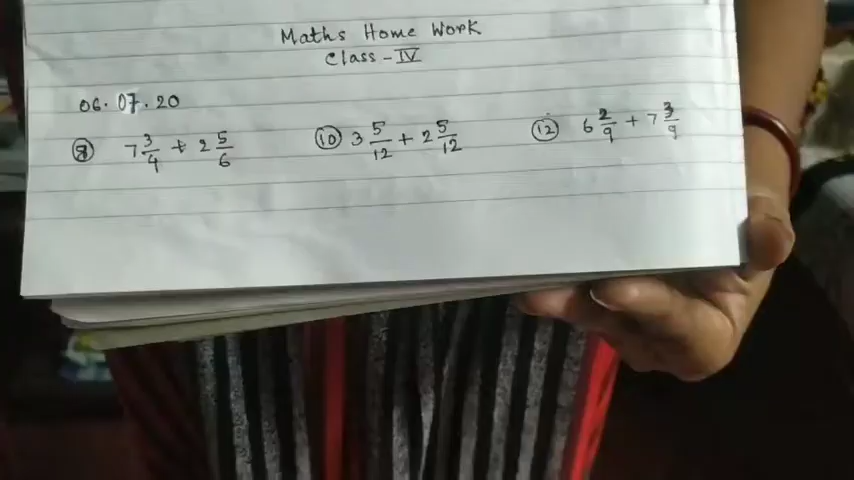 Maths Home Work
Class - IV
06.07.20
⑧ 7 3/4 + 2 5/6 ⑩ 3 5/12 + 2 5/12 ⑫ 6 2/9 + 7 3/9